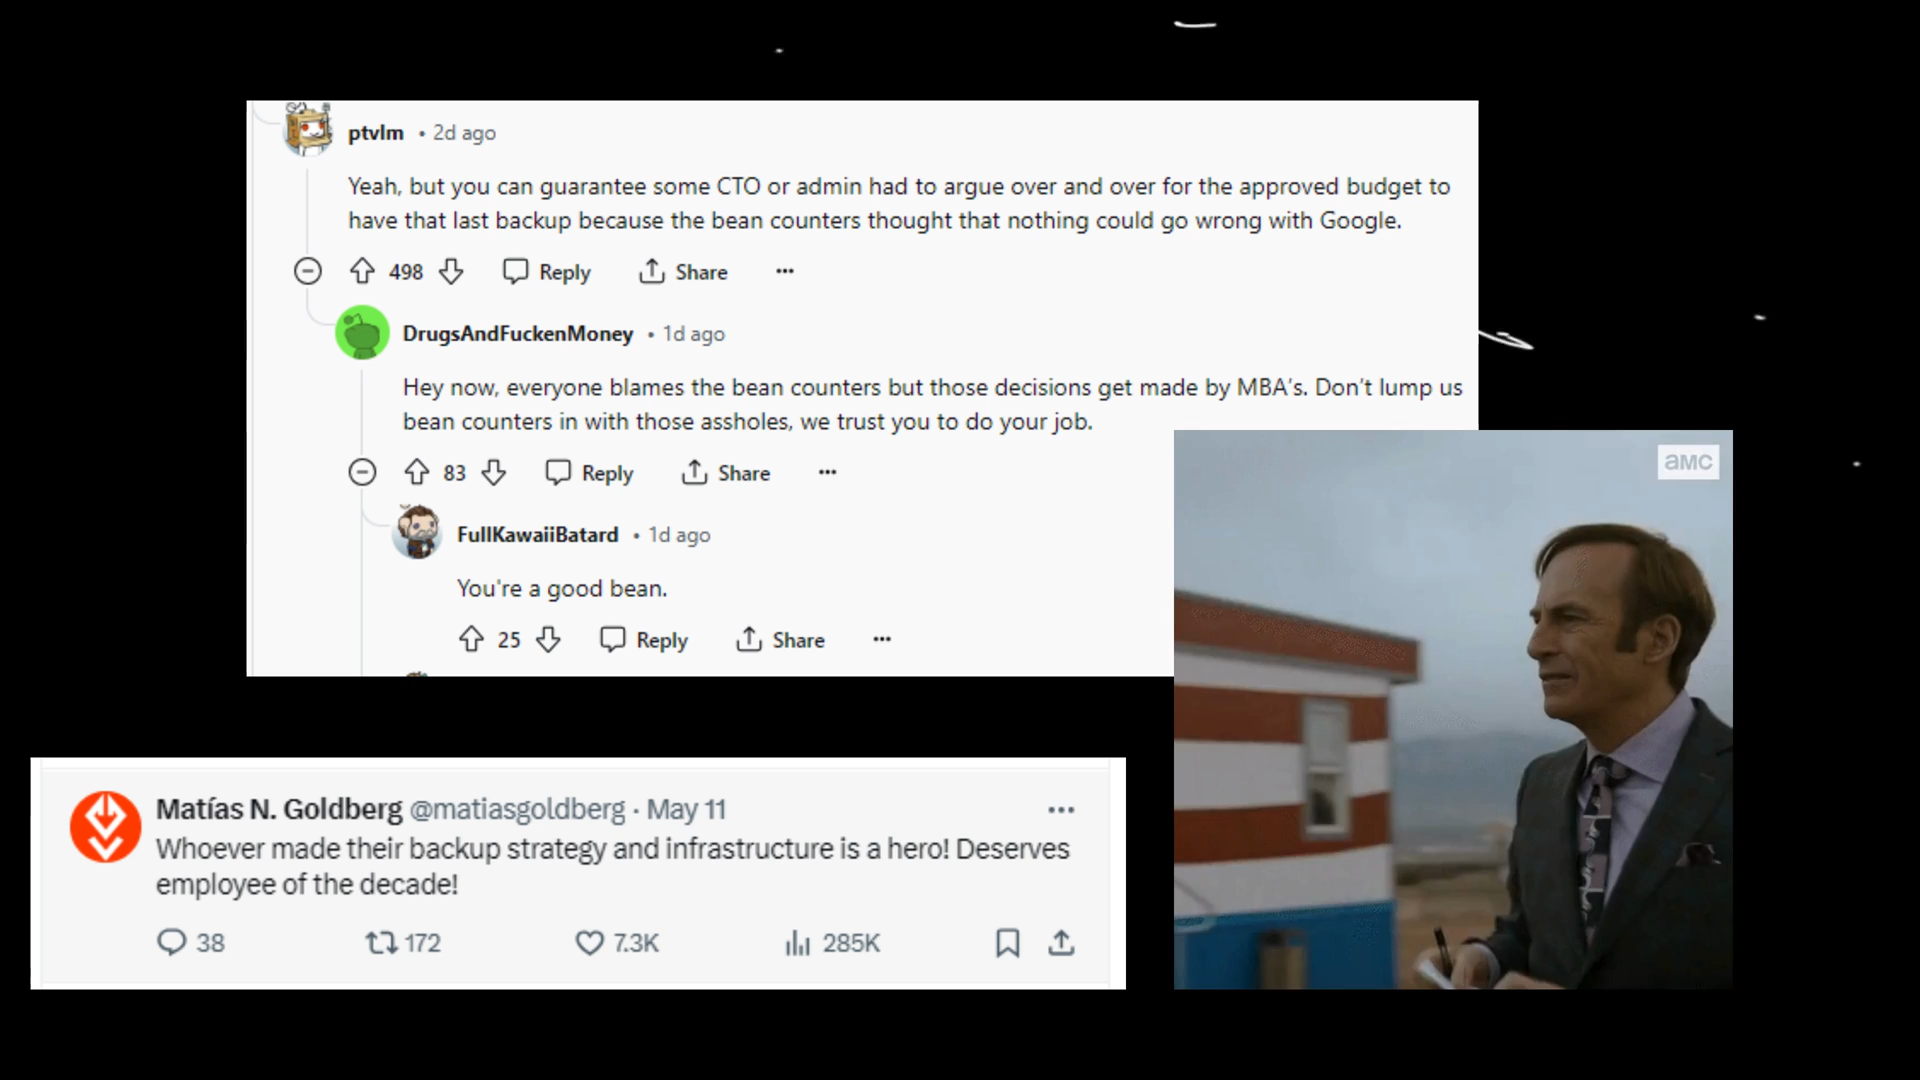 ptvlm • 2d ago
Yeah, but you can guarantee some CTO or admin had to argue over and over for the approved budget to
have that last backup because the bean counters thought that nothing could go wrong with Google.
498 Reply Share ···
DrugsAndFuckenMoney • 1d ago
Hey now, everyone blames the bean counters but those decisions get made by MBA's. Don't lump us
bean counters in with those assholes, we trust you to do your job.
83 Reply Share ···
FullKawaiiBatard • 1d ago
You're a good bean.
25 Reply Share ···
aMC
Matías N. Goldberg @matiasgoldberg · May 11 ···
Whoever made their backup strategy and infrastructure is a hero! Deserves
employee of the decade!
38 172 7.3K 285K